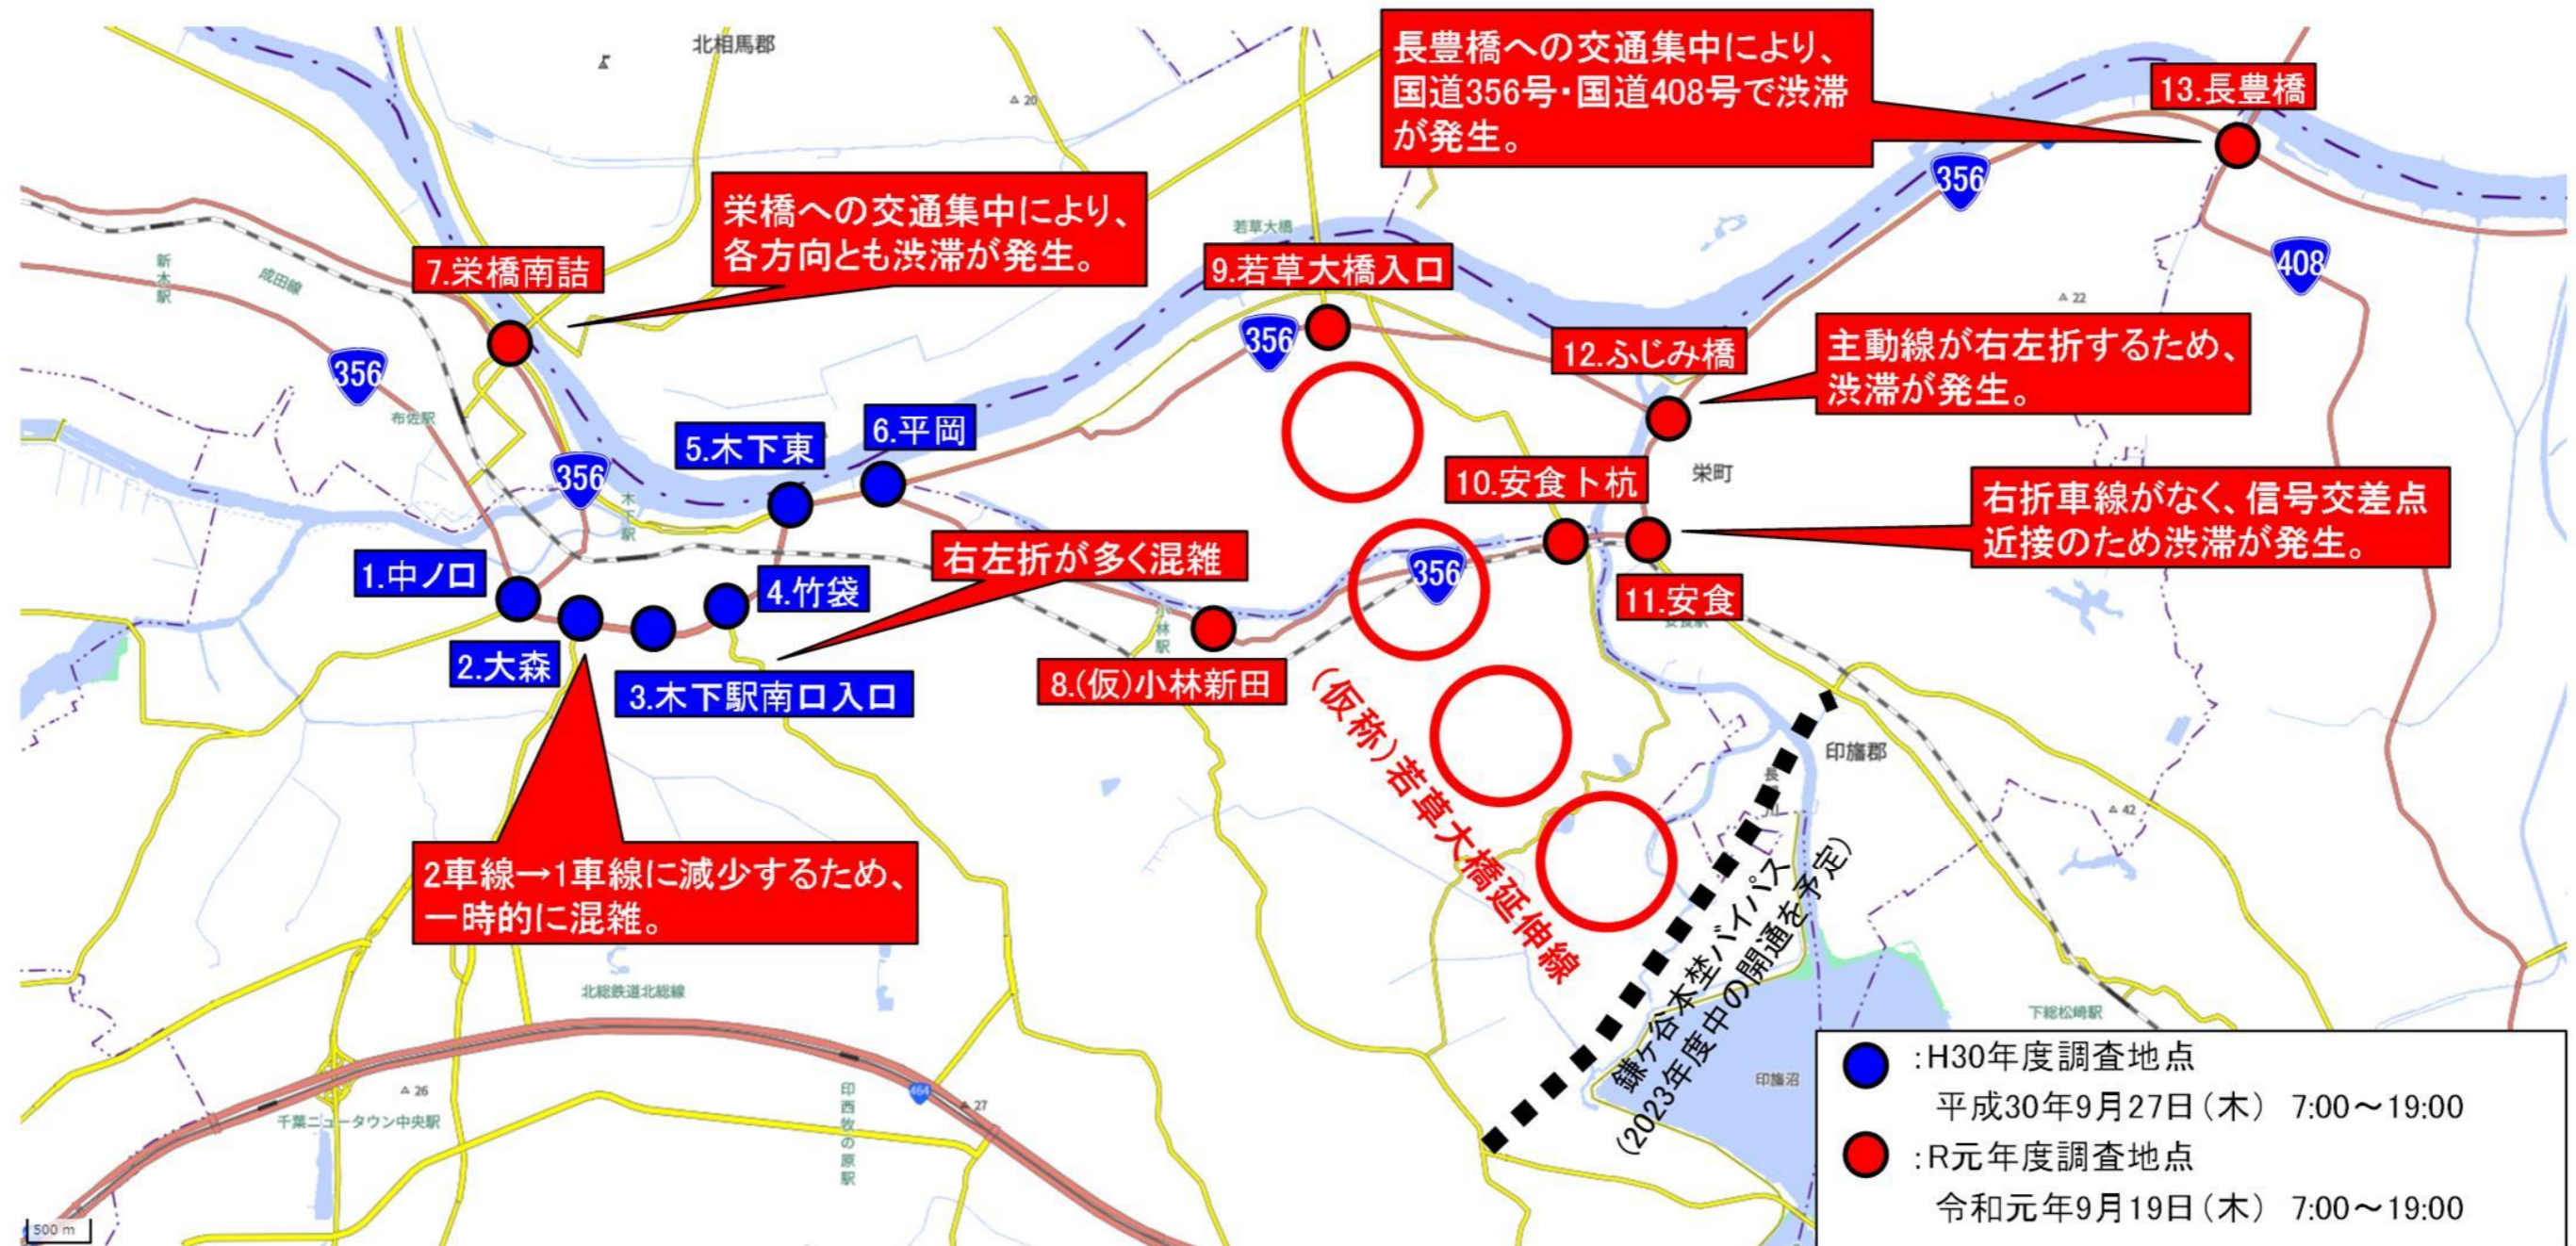 北相馬郡
20
長豊橋への交通集中により、
国道356号・国道408号で渋滞
が発生。
13.長豊橋
356
栄橋への交通集中により、
各方向とも渋滞が発生。
若草大橋
7.栄橋南詰
9.若草大橋入口
新木駅
成田線
408
22
356
12.ふじみ橋
主動線が右左折するため、
渋滞が発生。
356
布佐駅
5.木下東
6.平岡
356
木下駅
10.安食卜杭
栄町
右折車線がなく、信号交差点
近接のため渋滞が発生。
右左折が多く混雑
1.中ノ口
4.竹袋
356
11.安食
安食駅
小林駅
2.大森
3.木下駅南口入口
8.(仮)小林新田
(仮称)若草大橋延伸線
印旛郡
42
2車線→1車線に減少するため、
一時的に混雑。
鎌ケ谷本埜バイパス
(2023年度中の開通を予定)
北総鉄道北総線
下総松崎駅
26
千葉ニュータウン中央駅
印西牧の原駅
464
27
印旛沼
:H30年度調査地点
平成30年9月27日(木) 7:00~19:00
:R元年度調査地点
令和元年9月19日(木) 7:00~19:00
500 m